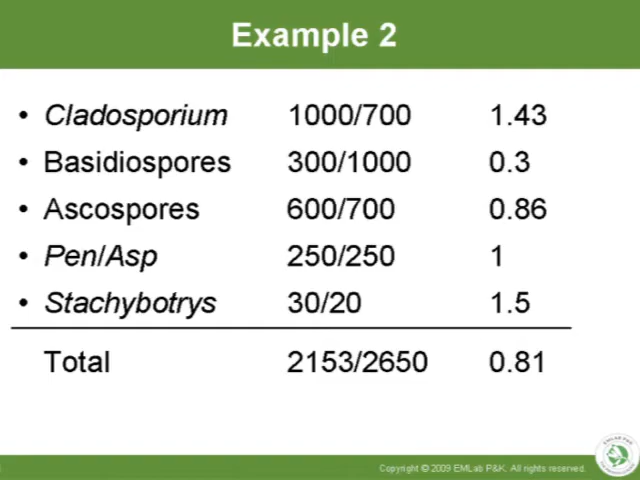 Example 2
• Cladosporium 1000/700 1.43
• Basidiospores 300/1000 0.3
• Ascospores 600/700 0.86
• Pen/Asp 250/250 1
• Stachybotrys 30/20 1.5
Total 2153/2650 0.81
Copyright © 2009 EMLab P&K. All rights reserved.
EMLAB P&K